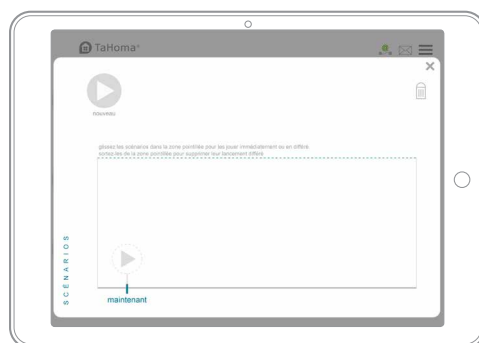 TaHoma®
nouveau
glissez les scénarios dans la zone pointillée pour les jouer immédiatement ou en différé
sortez-les de la zone pointillée pour supprimer leur lancement différé
SCÉNARIOS
maintenant